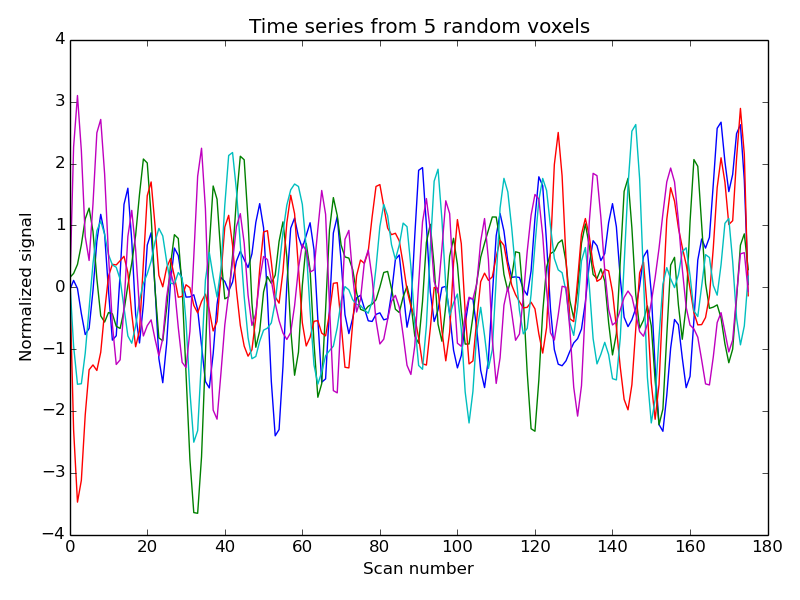 Time series from 5 random voxels
Normalized signal
4
3
2
1
0
−1
−2
−3
−4
0 20 40 60 80 100 120 140 160 180
Scan number